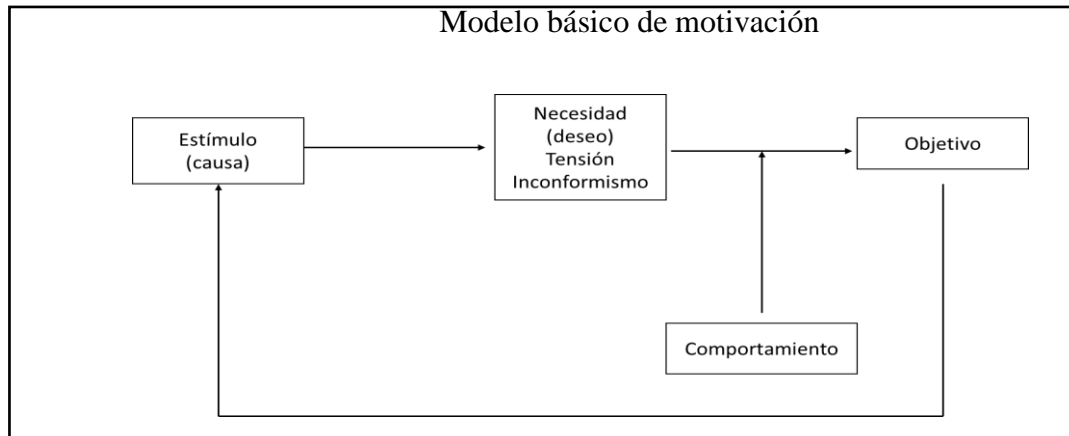 Modelo básico de motivación
Estímulo
(causa)
Necesidad
(deseo)
Tensión
Inconformismo
Objetivo
Comportamiento